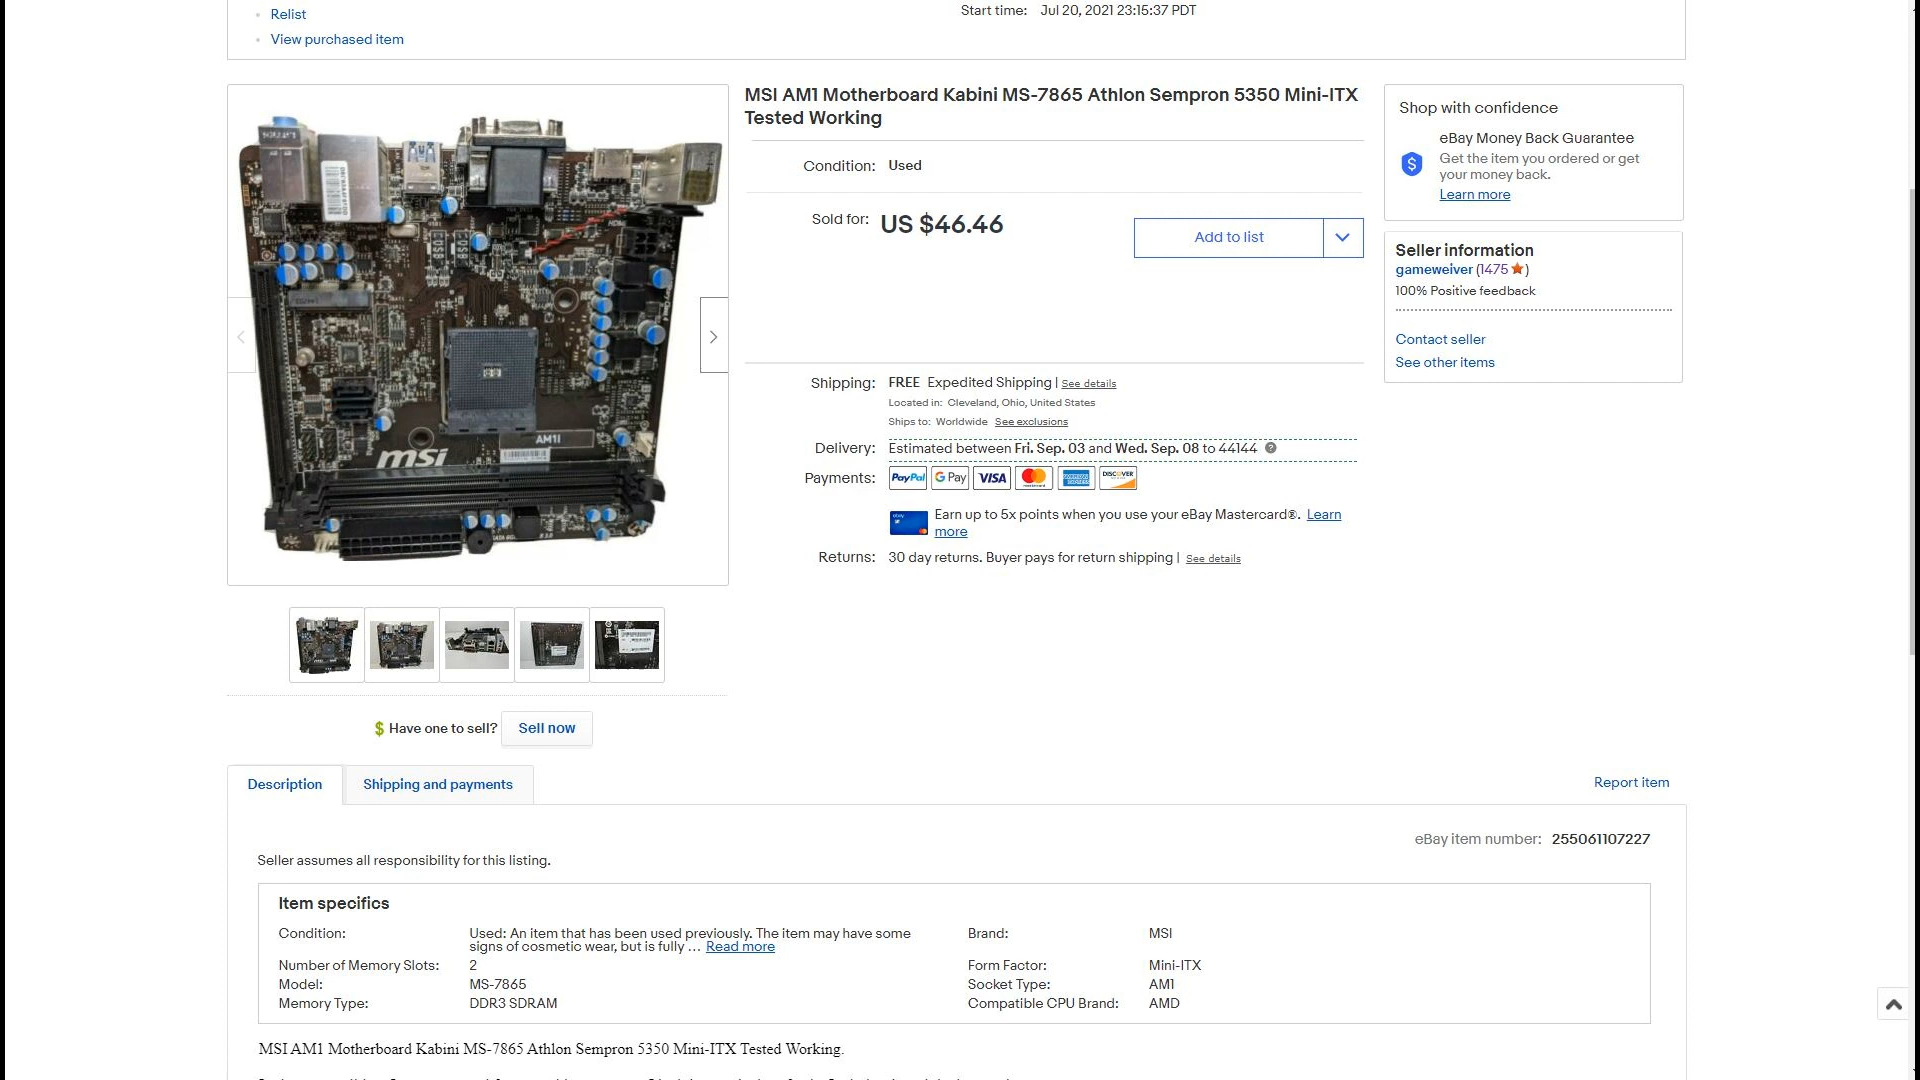 Relist
Start time: Jul 20, 2021 23:15:37 PDT
View purchased item
MSI AM1 Motherboard Kabini MS-7865 Athlon Sempron 5350 Mini-ITX
Tested Working
Condition: Used
Sold for: US $46.46
Add to list
Shop with confidence
eBay Money Back Guarantee
Get the item you ordered or get
your money back.
Learn more
Seller information
gameweiver (1475)
100% Positive feedback
Contact seller
See other items
AM1I
msi
Shipping: FREE Expedited Shipping | See details
Located in: Cleveland, Ohio, United States
Ships to: Worldwide See exclusions
Delivery: Estimated between Fri. Sep. 03 and Wed. Sep. 08 to 44144
Payments: PayPal G Pay VISA mastercard AMERICAN EXPRESS DISCOVER
Earn up to 5x points when you use your eBay Mastercard®. Learn
more
Returns: 30 day returns. Buyer pays for return shipping | See details
$ Have one to sell? Sell now
Description
Shipping and payments
Report item
eBay item number: 255061107227
Seller assumes all responsibility for this listing.
Item specifics
Condition: Used: An item that has been used previously. The item may have some
signs of cosmetic wear, but is fully ... Read more
Brand: MSI
Number of Memory Slots: 2
Form Factor: Mini-ITX
Model: MS-7865
Socket Type: AM1
Memory Type: DDR3 SDRAM
Compatible CPU Brand: AMD
MSI AM1 Motherboard Kabini MS-7865 Athlon Sempron 5350 Mini-ITX Tested Working.